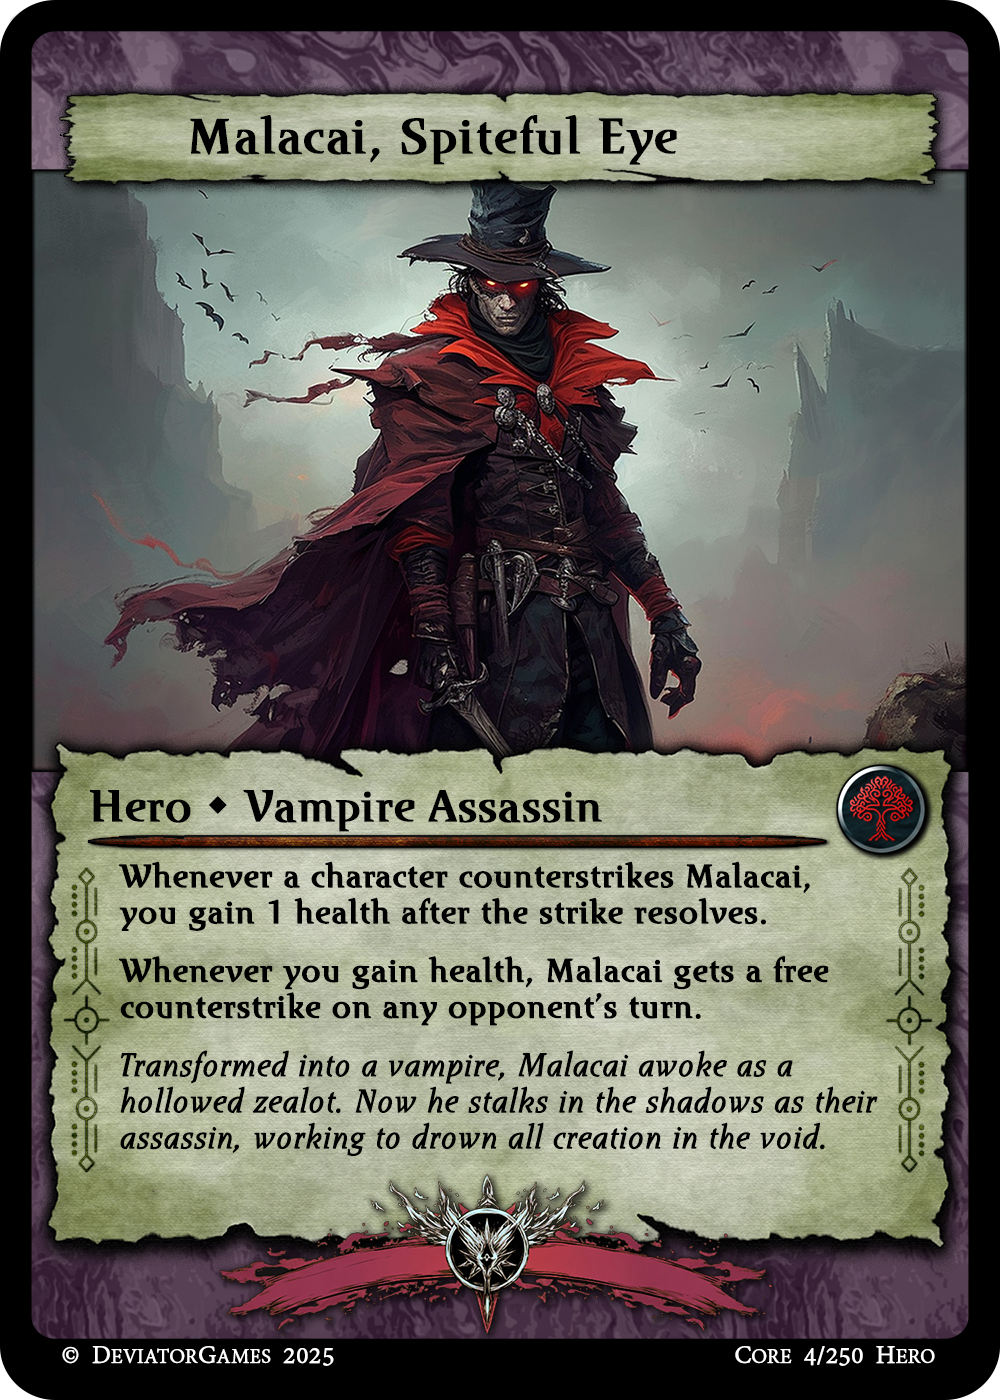 Malacai, Spiteful Eye
Hero ◆ Vampire Assassin
Whenever a character counterstrikes Malacai,
you gain 1 health after the strike resolves.
Whenever you gain health, Malacai gets a free
counterstrike on any opponent's turn.
Transformed into a vampire, Malacai awoke as a
hollowed zealot. Now he stalks in the shadows as their
assassin, working to drown all creation in the void.
© DeviatorGames 2025
Core 4/250 Hero